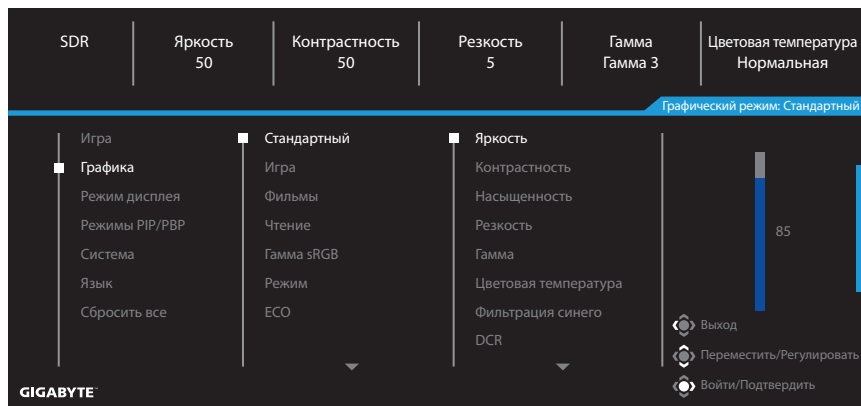 SDR
Яркость
50
Контрастность
50
Резкость
5
Гамма
Гамма 3
Цветовая температура
Нормальная
Графический режим: Стандартный
Игра
Графика
Режим дисплея
Режимы PIP/PBP
Система
Язык
Сбросить все
Стандартный
Игра
Фильмы
Чтение
Гамма sRGB
Режим
ECO
Яркость
Контрастность
Насыщенность
Резкость
Гамма
Цветовая температура
Фильтрация синего
DCR
85
Выход
Переместить/Регулировать
Войти/Подтвердить
GIGABYTE™